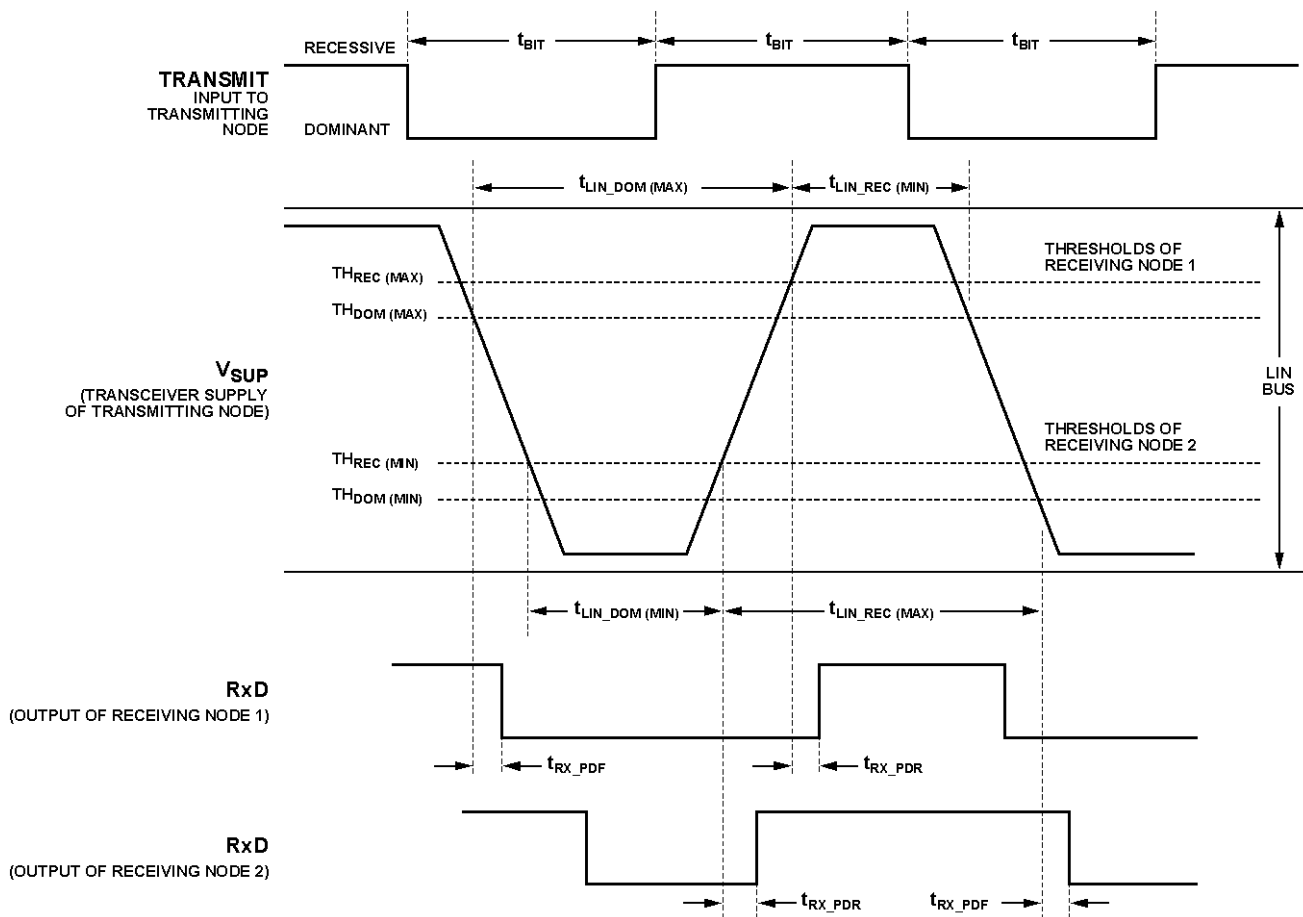 RECESSIVE
tBIT
tBIT
tBIT
TRANSMIT
INPUT TO
TRANSMITTING
NODE
DOMINANT
tLIN_DOM (MAX)
tLIN_REC (MIN)
THREC (MAX)
THRESHOLDS OF
RECEIVING NODE 1
THDOM (MAX)
VSUP
(TRANSCEIVER SUPPLY
OF TRANSMITTING NODE)
LIN
BUS
THREC (MIN)
THRESHOLDS OF
RECEIVING NODE 2
THDOM (MIN)
tLIN_DOM (MIN)
tLIN_REC (MAX)
RxD
(OUTPUT OF RECEIVING NODE 1)
tRX_PDF
tRX_PDR
RxD
(OUTPUT OF RECEIVING NODE 2)
tRX_PDR
tRX_PDF